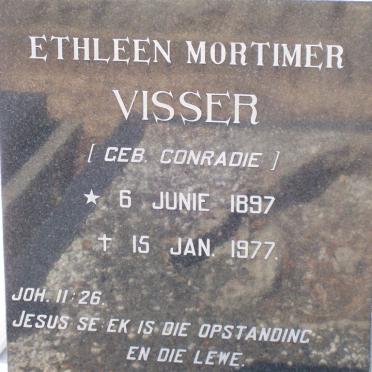 ETHLEEN MORTIMER
VISSER
[ GEB. CONRADIE ]
★ 6 JUNIE 1897
✝ 15 JAN. 1977.
JOH. 11:26.
JESUS SE:EK IS DIE OPSTANDING
EN DIE LEWE.